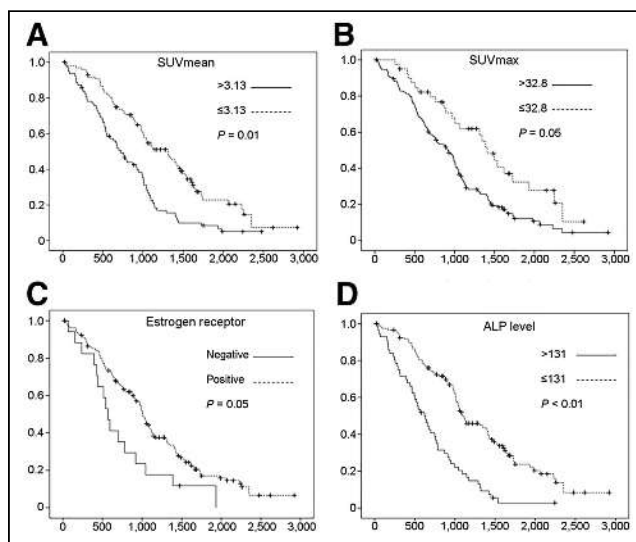 A
SUVmean
>3.13
≤3.13
P = 0.01
1.0
0.8
0.6
0.4
0.2
0
0 500 1,000 1,500 2,000 2,500 3,000
B
SUVmax
>32.8
≤32.8
P = 0.05
1.0
0.8
0.6
0.4
0.2
0
0 500 1,000 1,500 2,000 2,500 3,000
C
Estrogen receptor
Negative
Positive
P = 0.05
1.0
0.8
0.6
0.4
0.2
0
0 500 1,000 1,500 2,000 2,500 3,000
D
ALP level
>131
≤131
P < 0.01
1.0
0.8
0.6
0.4
0.2
0
0 500 1,000 1,500 2,000 2,500 3,000